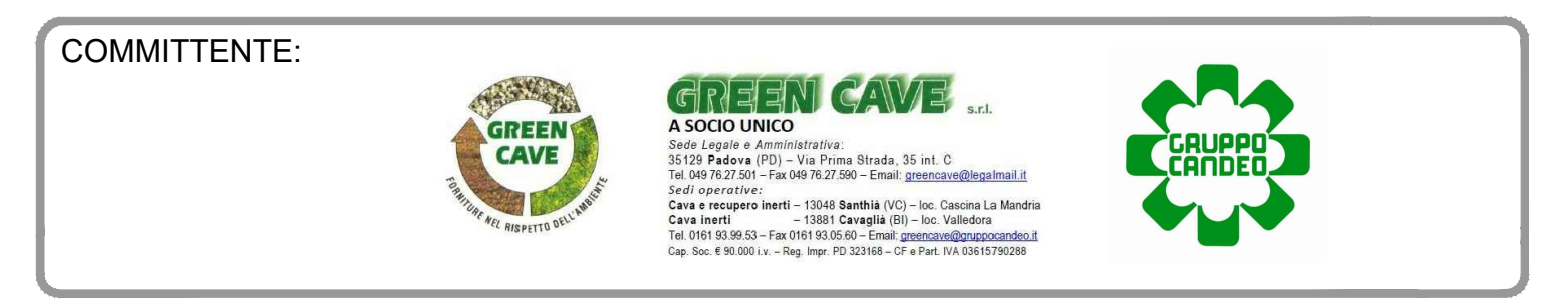 COMMITTENTE:
GREEN
CAVE
FORNITURE NEL RISPETTO DELL'AMBIENTE
GREEN CAVE s.r.l.
A SOCIO UNICO
Sede Legale e Amministrativa:
35129 Padova (PD) – Via Prima Strada, 35 int. C
Tel. 049 76.27.501 – Fax 049 76.27.590 – Email: greencave@legalmail.it
Sedi operative:
Cava e recupero inerti – 13048 Santhià (VC) – loc. Cascina La Mandria
Cava inerti – 13881 Cavaglià (BI) – loc. Valledora
Tel. 0161 93.99.53 – Fax 0161 93.05.60 – Email: greencave@gruppocandeo.it
Cap. Soc. € 90.000 i.v. – Reg. Impr. PD 323168 – CF e Part. IVA 03615790288
GRUPPO
CANDEO